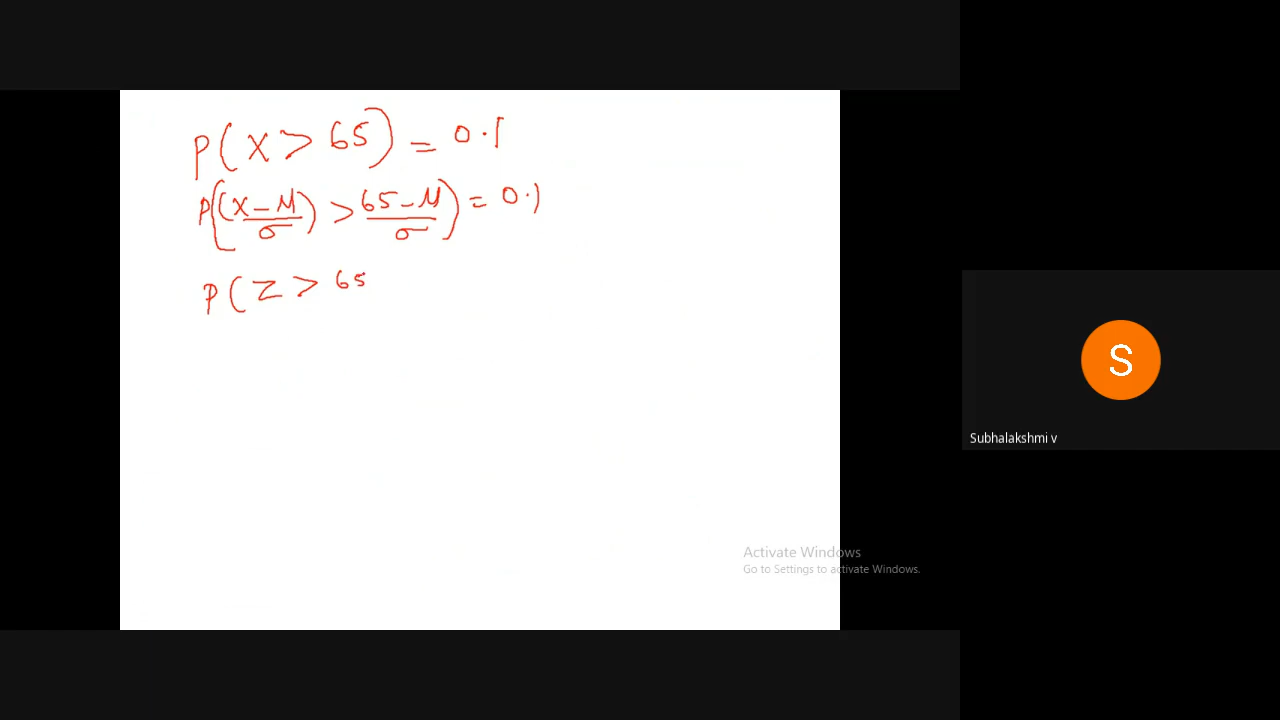 P(X > 65) = 0.1
P((X-M)/σ > (65-M)/σ) = 0.1
P(Z > 65
S
Subhalakshmi v
Activate Windows
Go to Settings to activate Windows.